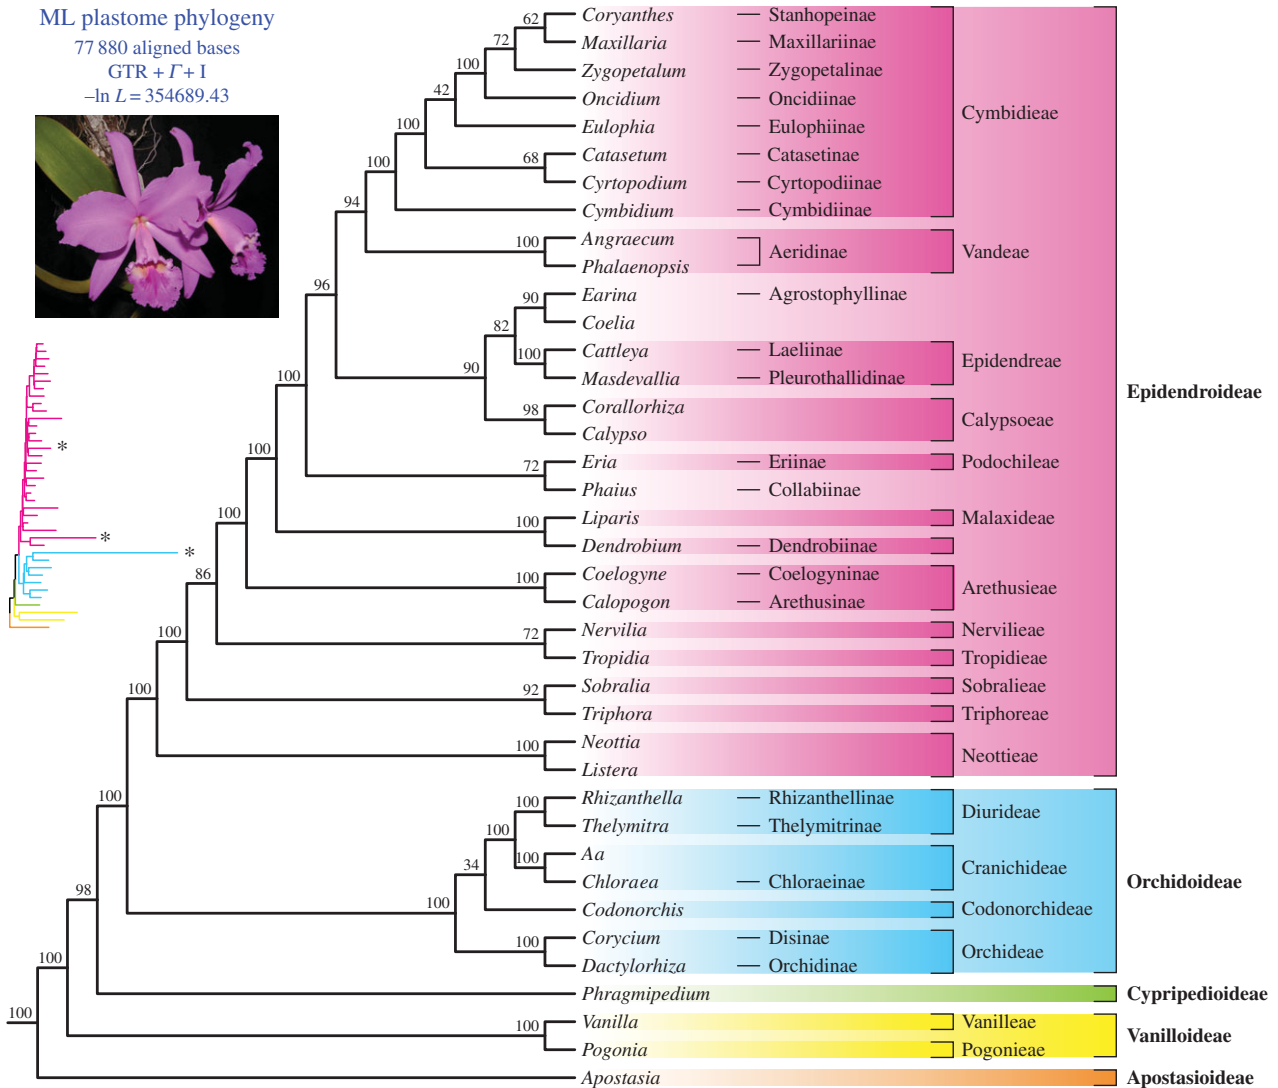 ML plastome phylogeny
77 880 aligned bases
GTR + Γ + I
–ln L = 354689.43
62 Coryanthes — Stanhopeinae
72 Maxillaria — Maxillariinae
100 Zygopetalum — Zygopetalinae
42 Oncidium — Oncidiinae
Cymbidieae
100 Eulophia — Eulophiinae
68 Catasetum — Catasetinae
100 Cyrtopodium — Cyrtopodiinae
94 Cymbidium — Cymbidiinae
100 Angraecum
Aeridinae Vandeae
Phalaenopsis
96 90 Earina — Agrostophyllinae
82 Coelia
100 Cattleya — Laeliinae
Epidendreae
100 90 Masdevallia — Pleurothallidinae
Epidendroideae
98 Corallorhiza
Calypsoeae
Calypso
100 72 Eria — Eriinae Podochileae
Phaius — Collabiinae
100 100 Liparis Malaxideae
Dendrobium — Dendrobiinae
86 100 Coelogyne — Coelogyninae
Arethusieae
Calopogon — Arethusinae
100 72 Nervilia Nervilieae
Tropidia Tropidieae
100 92 Sobralia Sobralieae
Triphora Triphoreae
100 Neottia
Neottieae
Listera
100 100 Rhizanthella — Rhizanthellinae
Diurideae
100 Thelymitra — Thelymitrinae
100 Aa
34 Cranichideae
Chloraea — Chloraeinae
Orchidoideae
98 100 Codonorchis Codonorchideae
100 Corycium — Disinae
Orchideae
100 Dactylorhiza — Orchidinae
Phragmipedium Cypripedioideae
100 100 Vanilla Vanilleae
Vanilloideae
Pogonia Pogonieae
Apostasia Apostasioideae
*
*
*